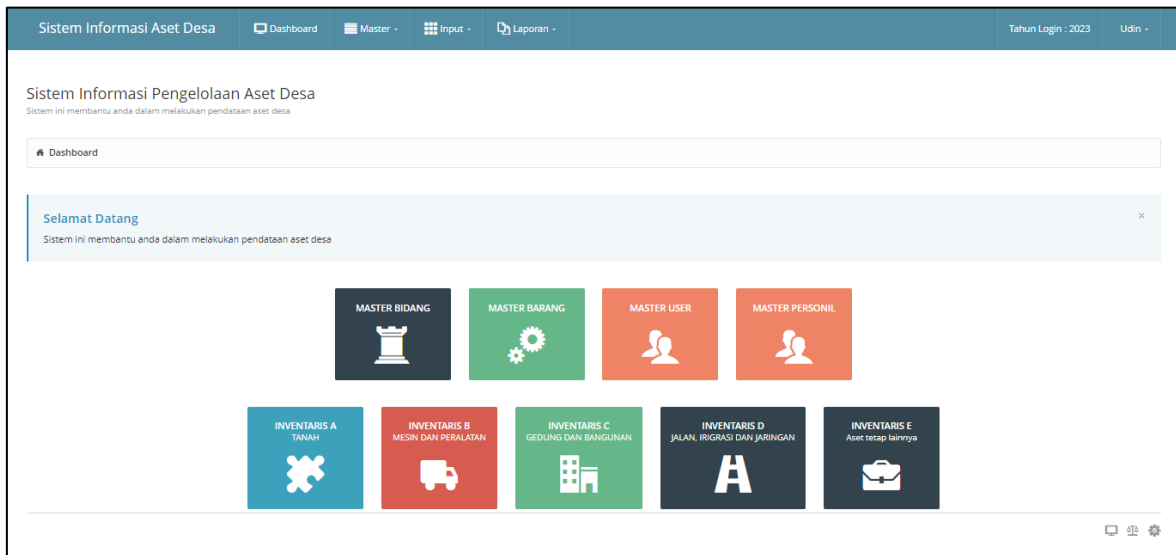 Sistem Informasi Aset Desa Dashboard Master Input Laporan Tahun Login : 2023 Udin
Sistem Informasi Pengelolaan Aset Desa
Sistem ini membantu anda dalam melakukan pendataan aset desa
Dashboard
Selamat Datang ×
Sistem ini membantu anda dalam melakukan pendataan aset desa
MASTER BIDANG MASTER BARANG MASTER USER MASTER PERSONIL
INVENTARIS A INVENTARIS B INVENTARIS C INVENTARIS D INVENTARIS E
TANAH MESIN DAN PERALATAN GEDUNG DAN BANGUNAN JALAN, IRIGRASI DAN JARINGAN Aset tetap lainnya